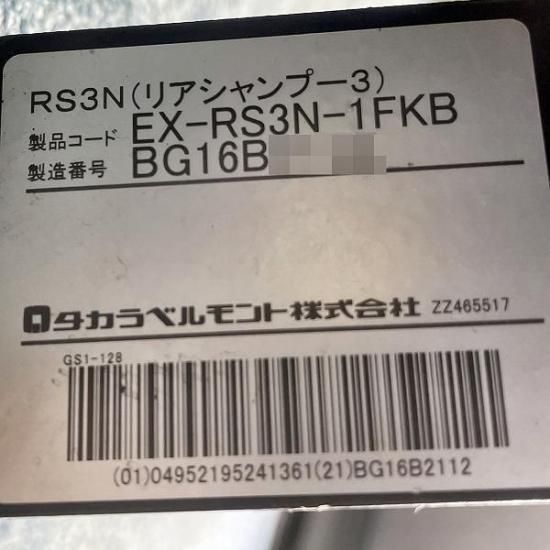 RS3N(リアシャンプー3)
製品コード EX-RS3N-1FKB
製造番号 BG16B
タカラベルモント株式会社 ZZ465517
GS1-128
(01)04952195241361(21)BG16B2112